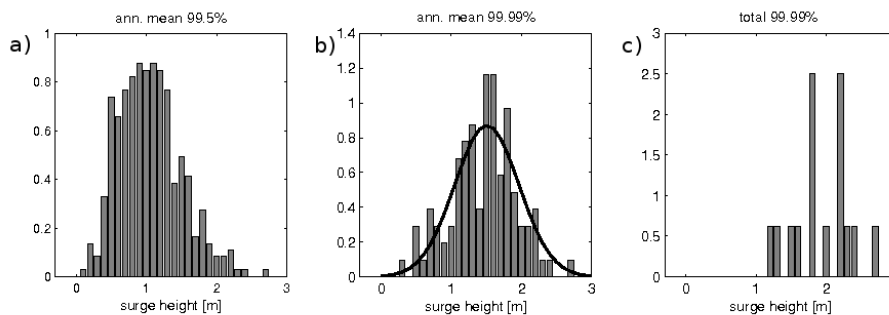 ann. mean 99.5%
a)
1
0.8
0.6
0.4
0.2
0
0 1 2 3
surge height [m]
ann. mean 99.99%
b)
1.4
1.2
1
0.8
0.6
0.4
0.2
0
0 1 2 3
surge height [m]
total 99.99%
c)
3
2.5
2
1.5
1
0.5
0
0 1 2
surge height [m]